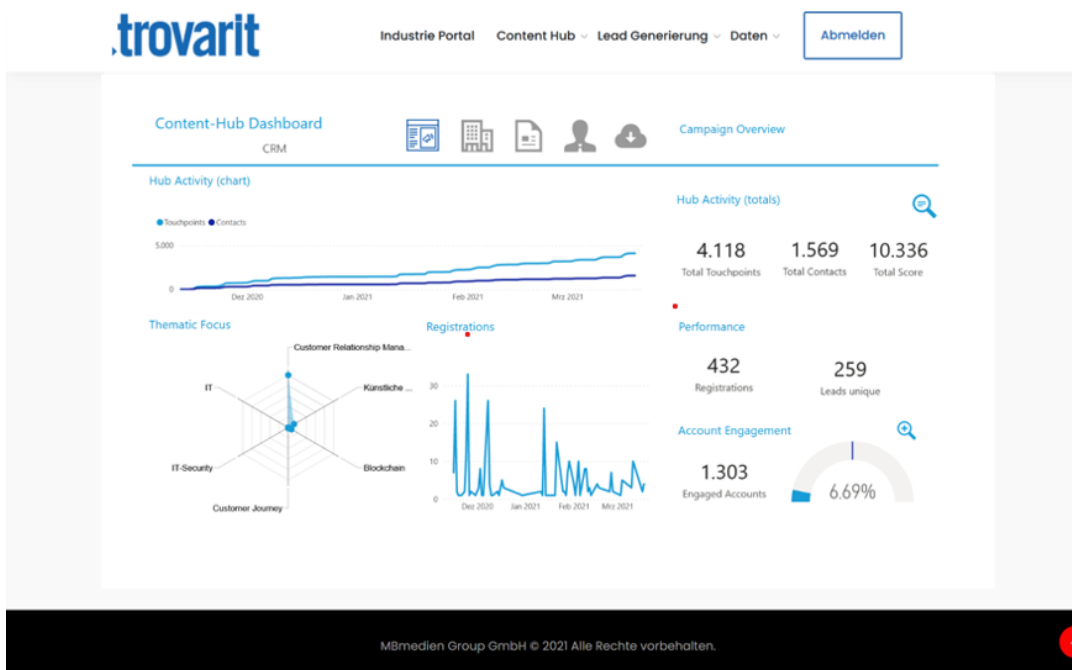 .trovarit
Industrie Portal Content Hub Lead Generierung Daten Abmelden
Content-Hub Dashboard
CRM
Campaign Overview
Hub Activity (chart)
Touchpoints Contacts
5.000
0
Dez 2020 Jan 2021 Feb 2021 Mrz 2021
Hub Activity (totals)
4.118 1.569 10.336
Total Touchpoints Total Contacts Total Score
Thematic Focus
Customer Relationship Mana...
Künstliche ...
Blockchain
Customer Journey
IT-Security
IT
Registrations
30
20
10
0
Dez 2020 Jan 2021 Feb 2021 Mrz 2021
Performance
432 259
Registrations Leads unique
Account Engagement
1.303
Engaged Accounts
6.69%
MBmedien Group GmbH © 2021 Alle Rechte vorbehalten.